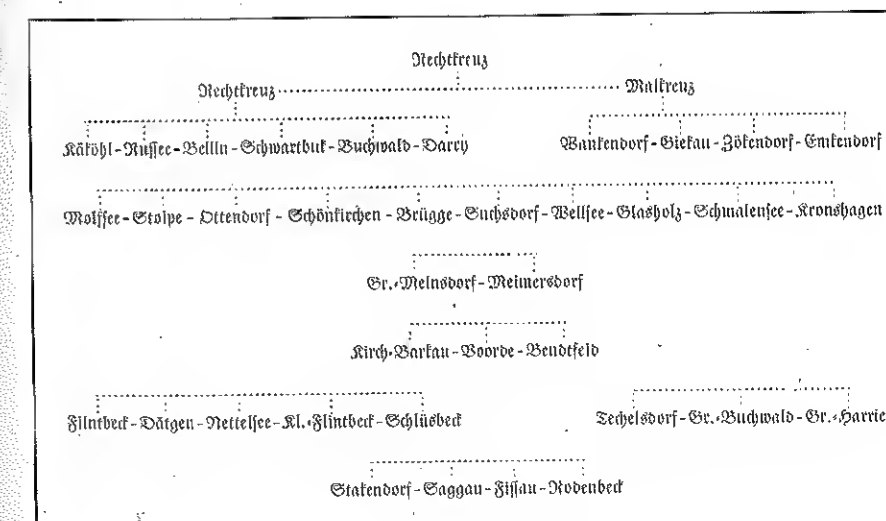 Rechtkreuz
Rechtkreuz Malkreuz
Käköhl-Russee-Bellin-Schwartbuk-Buchwald-Darry Wankendorf-Giekau-Zökendorf-Emkendorf
Molfsee-Stolpe-Ottendorf-Schönkirchen-Brügge-Suchsdorf-Wellsee-Glasholz-Schmalensee-Kronshagen
Gr.-Meinsdorf-Meimersdorf
Kirch-Barkau-Voorde-Bendtfeld
Flintbeck-Dätgen-Nettelsee-Kl.-Flintbeck-Schlüsbeck Techelsdorf-Gr.-Buchwald-Gr.-Harrie
Stakendorf-Saggau-Fissau-Rodenbeck